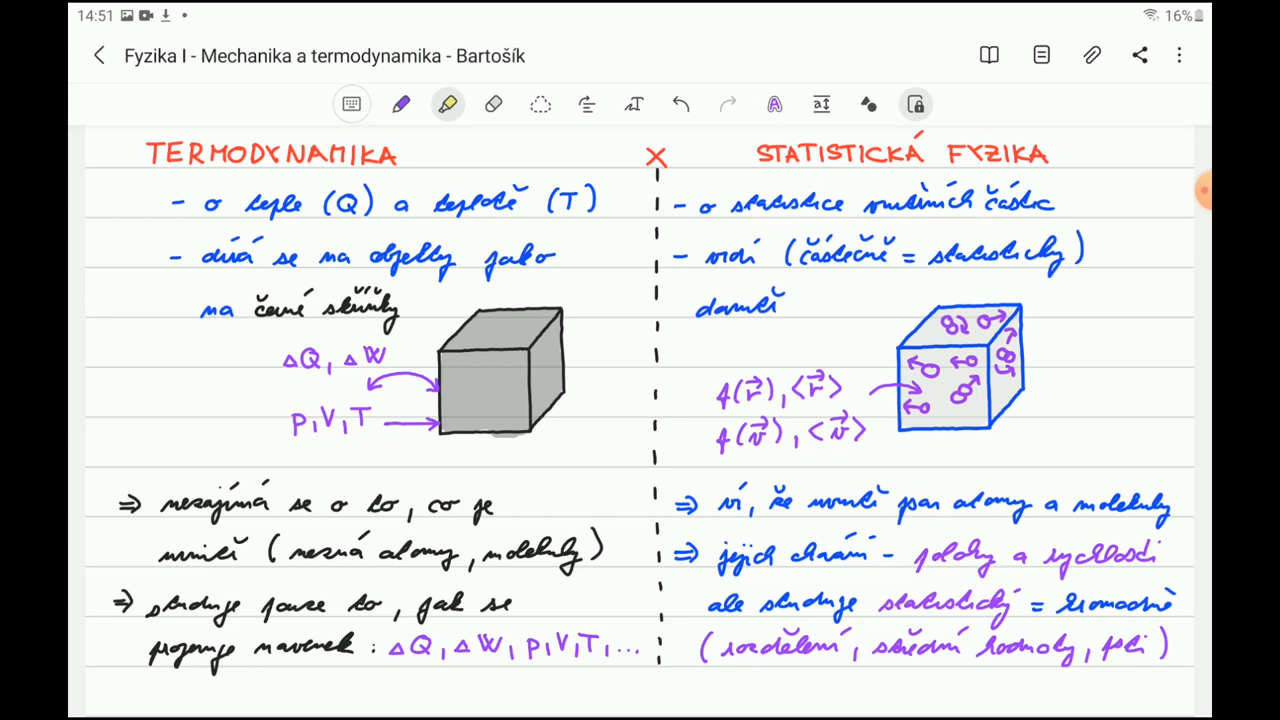 14:51
16%
Fyzika I - Mechanika a termodynamika - Bartošík
TERMODYNAMIKA × STATISTICKÁ FYZIKA
- o teple (Q) a teplotě (T)
- dívá se na objekty jako
na černé skříňky
ΔQ, ΔW
p, V, T
⇒ nezajímá se o to, co je
uvnitř (nezná atomy, molekuly)
⇒ studuje pouze to, jak se
projevuje navenek: ΔQ, ΔW, p, V, T, ...
- o statistice vnitřních částic
- vidí (částečně = statisticky)
dovnitř
f(r⃗), <r⃗>
f(v⃗), <v⃗>
⇒ ví, že uvnitř jsou atomy a molekuly
⇒ jejich chování - polohy a rychlosti
ale studuje statisticky = hromadně
(rozdělení, střední hodnoty, psti)